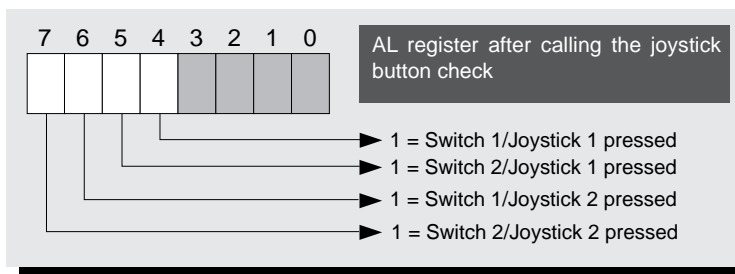 7 6 5 4 3 2 1 0
AL register after calling the joystick
button check
1 = Switch 1/Joystick 1 pressed
1 = Switch 2/Joystick 1 pressed
1 = Switch 1/Joystick 2 pressed
1 = Switch 2/Joystick 2 pressed